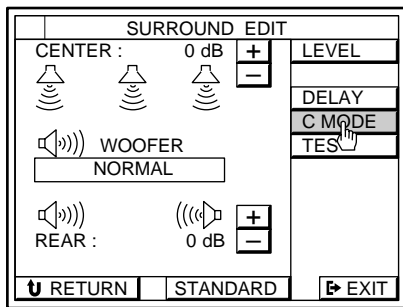 SURROUND EDIT
CENTER : 0 dB + LEVEL
–
DELAY
C MODE
WOOFER TES
NORMAL
+
REAR : 0 dB –
RETURN STANDARD EXIT